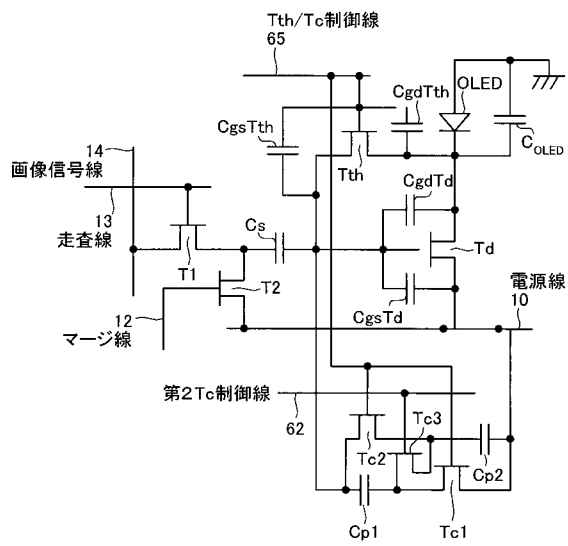 Tth/Tc制御線
65
CgdTth
OLED
CgsTth
COLED
14
画像信号線
Tth
CgdTd
13
走査線
Cs
Td
T1
T2
電源線
10
12
マージ線
CgsTd
第2Tc制御線
62
Tc3
Tc2
Cp2
Cp1
Tc1